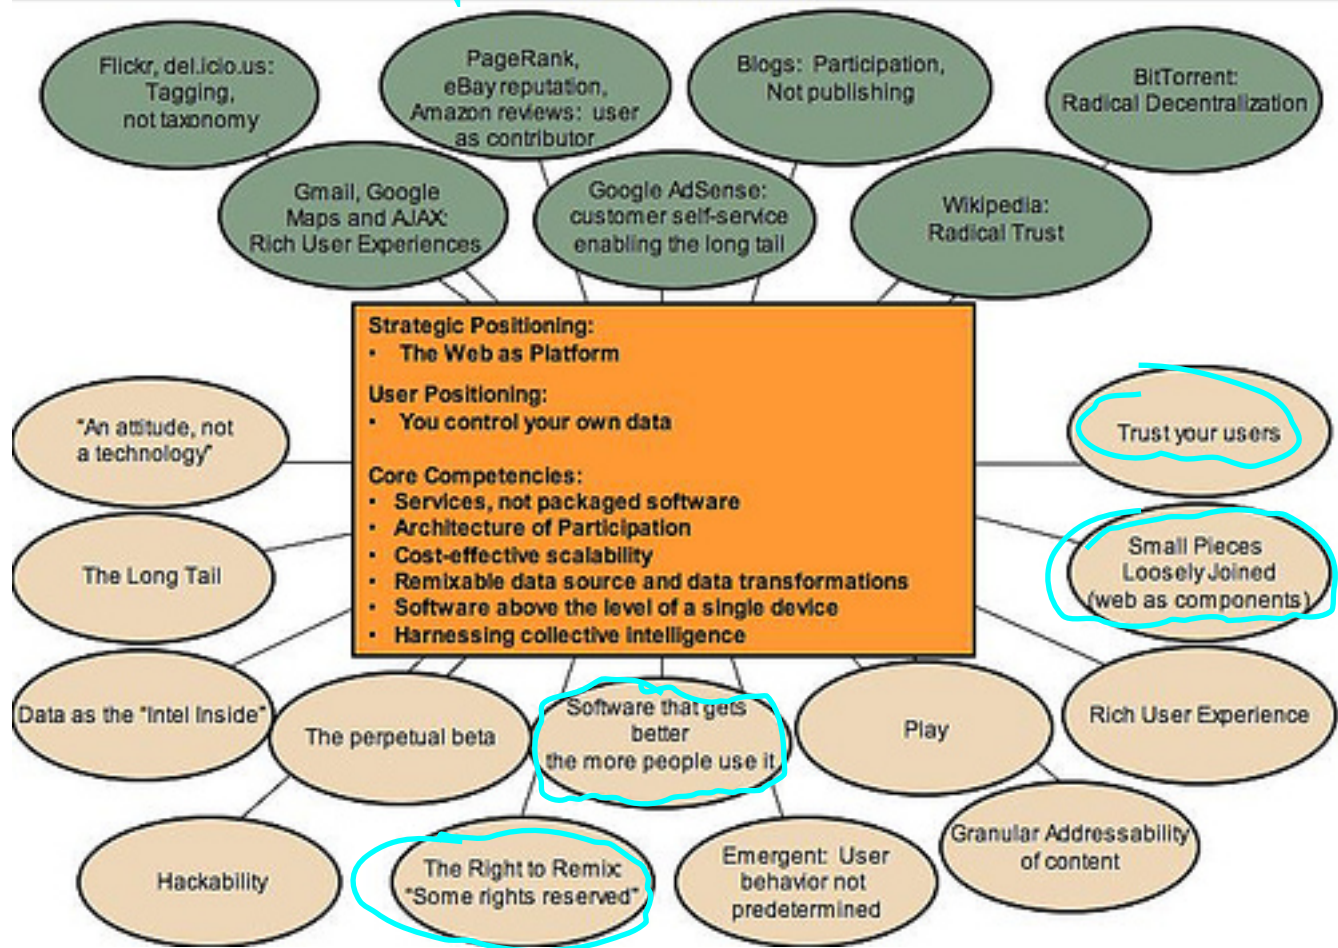 Flickr, del.icio.us:
Tagging,
not taxonomy
PageRank,
eBay reputation,
Amazon reviews: user
as contributor
Blogs: Participation,
Not publishing
BitTorrent:
Radical Decentralization
Gmail, Google
Maps and AJAX:
Rich User Experiences
Google AdSense:
customer self-service
enabling the long tail
Wikipedia:
Radical Trust
Strategic Positioning:
• The Web as Platform
User Positioning:
• You control your own data
Core Competencies:
• Services, not packaged software
• Architecture of Participation
• Cost-effective scalability
• Remixable data source and data transformations
• Software above the level of a single device
• Harnessing collective intelligence
"An attitude, not
a technology"
Trust your users
The Long Tail
Small Pieces
Loosely Joined
(web as components)
Data as the "Intel Inside"
The perpetual beta
Software that gets
better
the more people use it
Play
Rich User Experience
Hackability
The Right to Remix:
"Some rights reserved"
Emergent: User
behavior not
predetermined
Granular Addressability
of content